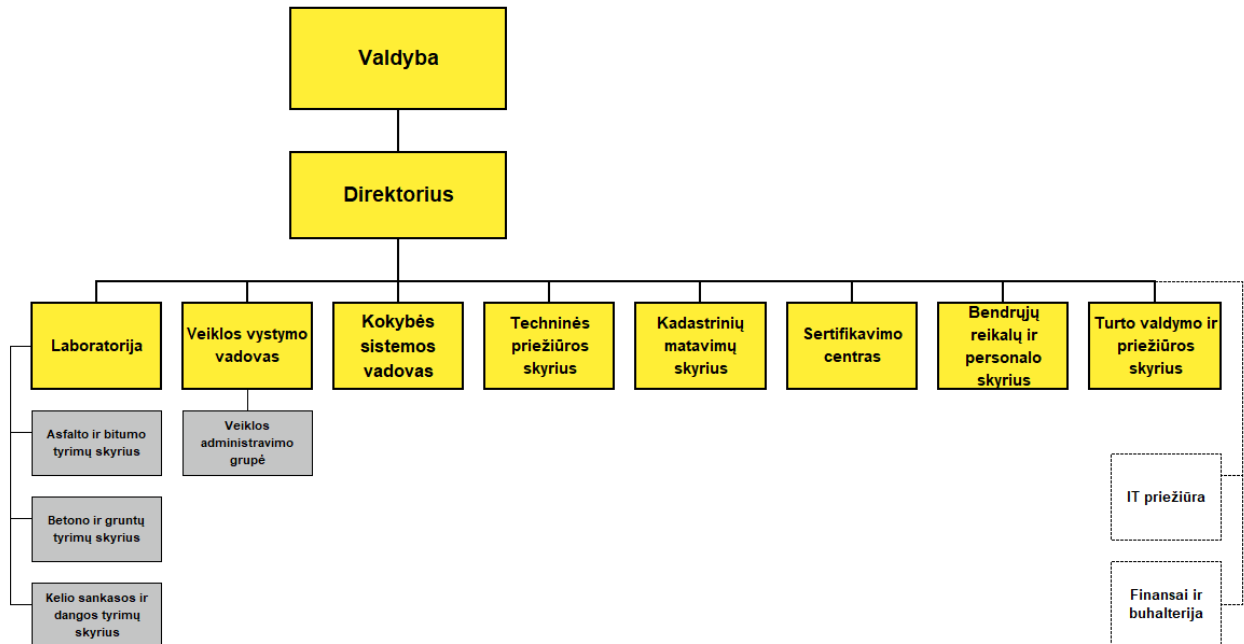 Valdyba
Direktorius
Laboratorija
Veiklos vystymo
vadovas
Kokybės
sistemos
vadovas
Techninės
priežiūros
skyrius
Kadastrinių
matavimų
skyrius
Sertifikavimo
centras
Bendrųjų
reikalų ir
personalo
skyrius
Turto valdymo ir
priežiūros
skyrius
Asfalto ir bitumo
tyrimų skyrius
Veiklos
administravimo
grupė
IT priežiūra
Betono ir gruntų
tyrimų skyrius
Kelio sankasos ir
dangos tyrimų
skyrius
Finansai ir
buhalterija